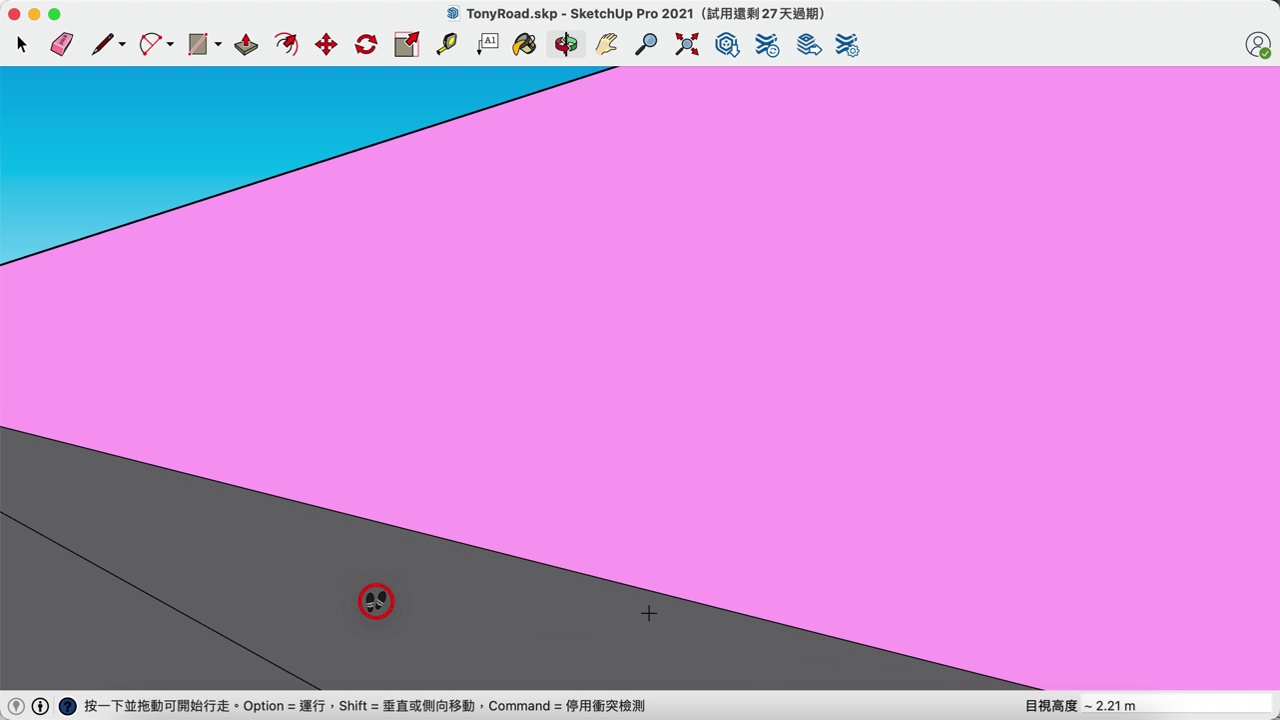 TonyRoad.skp - SketchUp Pro 2021（試用還剩 27 天過期）
A1
按一下並拖動可開始行走。Option = 運行，Shift = 垂直或側向移動，Command = 停用衝突檢測
目視高度 ~ 2.21 m